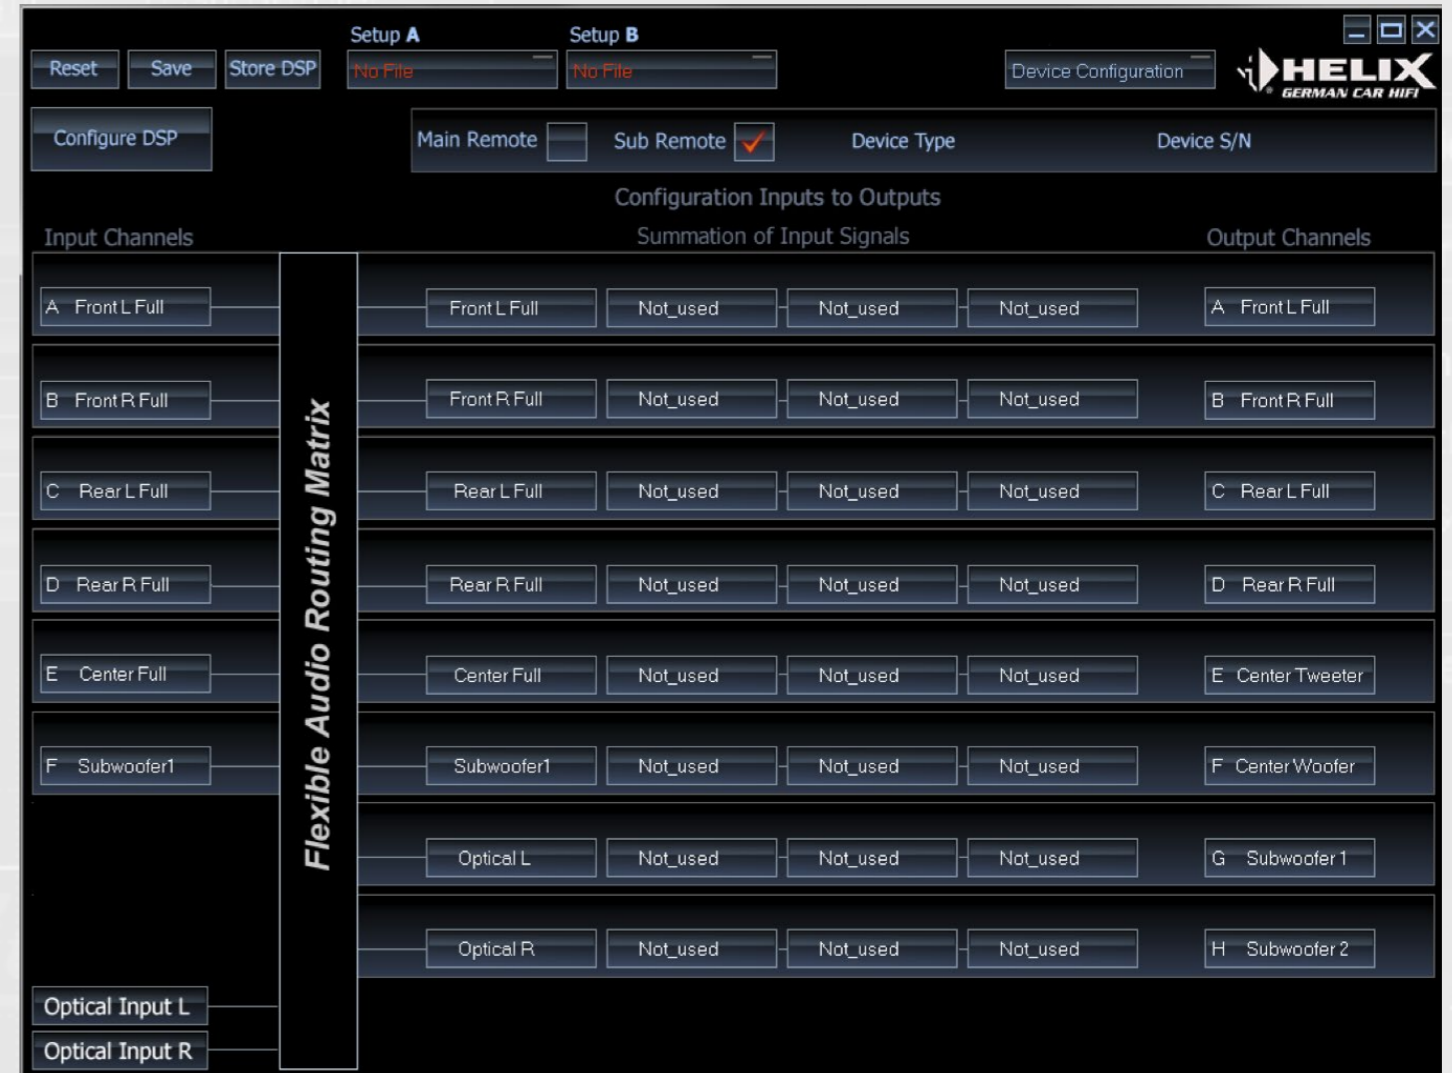 Setup A Setup B
Reset Save Store DSP No File No File Device Configuration HELIX
GERMAN CAR HIFI
Configure DSP Main Remote Sub Remote Device Type Device S/N
Configuration Inputs to Outputs
Input Channels Summation of Input Signals Output Channels
A Front L Full Front L Full Not_used Not_used Not_used A Front L Full
B Front R Full Front R Full Not_used Not_used Not_used B Front R Full
C Rear L Full Rear L Full Not_used Not_used Not_used C Rear L Full
D Rear R Full Rear R Full Not_used Not_used Not_used D Rear R Full
E Center Full Center Full Not_used Not_used Not_used E Center Tweeter
F Subwoofer1 Subwoofer1 Not_used Not_used Not_used F Center Woofer
Flexible Audio Routing Matrix
Optical L Not_used Not_used Not_used G Subwoofer 1
Optical R Not_used Not_used Not_used H Subwoofer 2
Optical Input L
Optical Input R